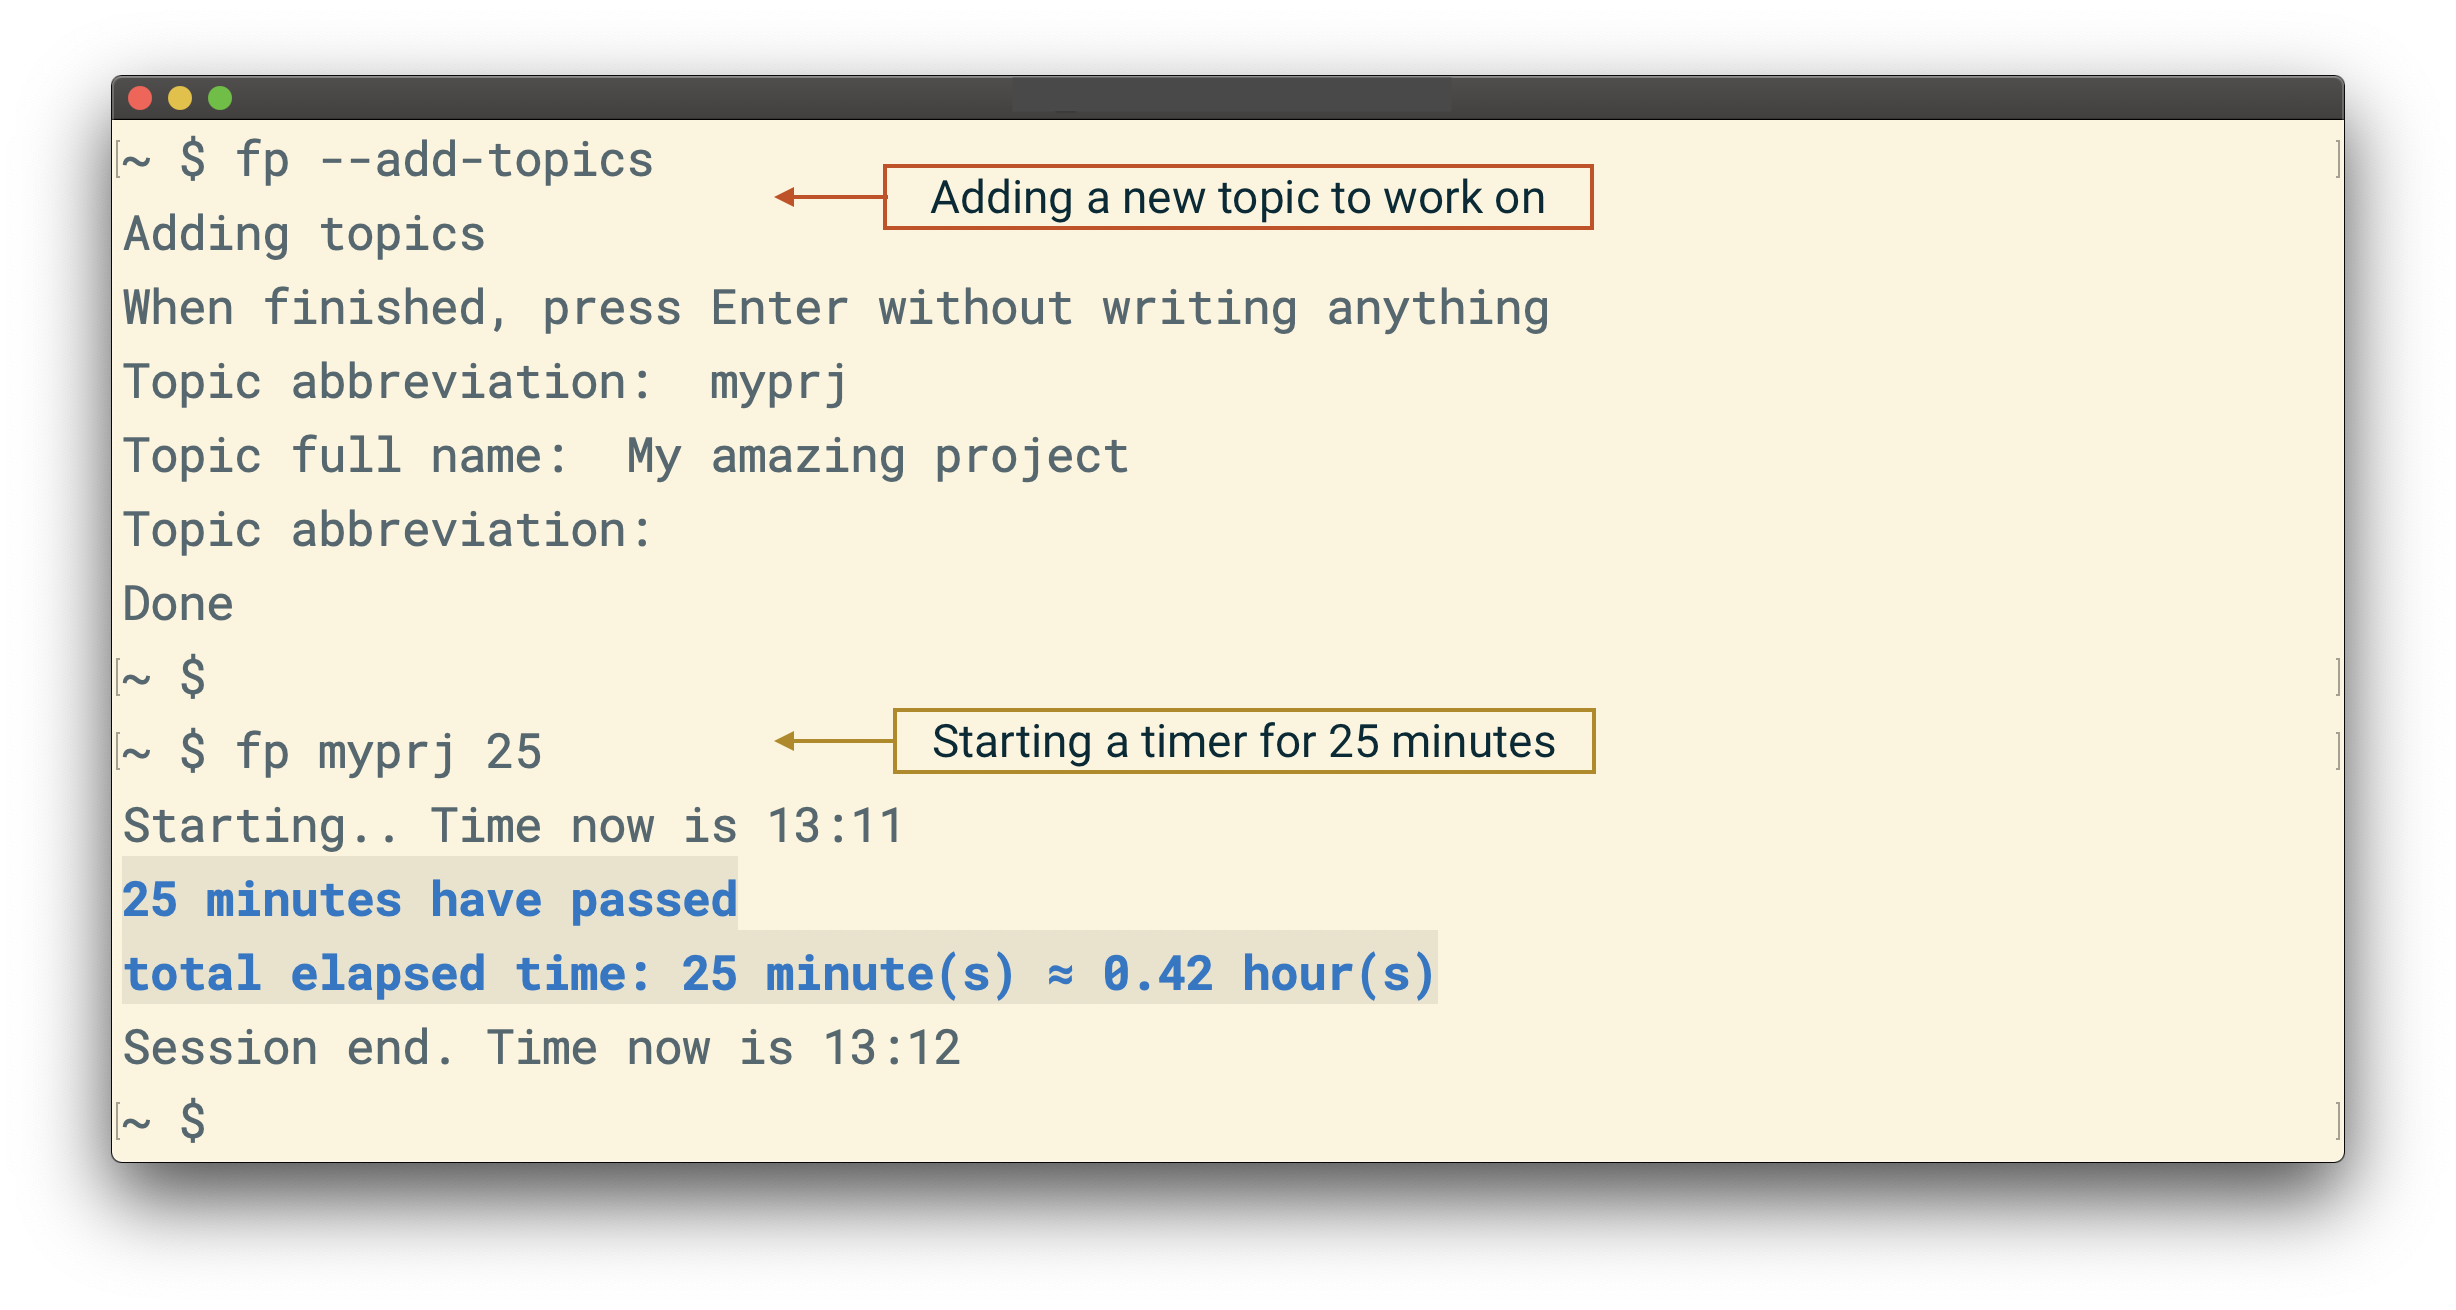 ~ $ fp --add-topics
Adding a new topic to work on
Adding topics
When finished, press Enter without writing anything
Topic abbreviation:  myprj
Topic full name:  My amazing project
Topic abbreviation:
Done
~ $
~ $ fp myprj 25
Starting a timer for 25 minutes
Starting.. Time now is 13:11
25 minutes have passed
total elapsed time: 25 minute(s) ≈ 0.42 hour(s)
Session end. Time now is 13:12
~ $